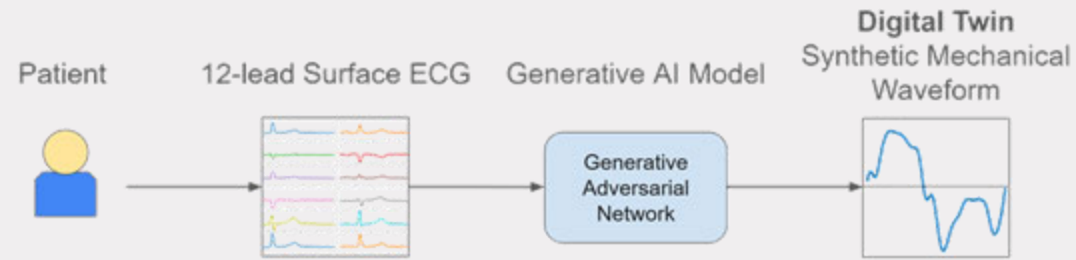 Patient
12-lead Surface ECG
Generative AI Model
Digital Twin
Synthetic Mechanical
Waveform
Generative
Adversarial
Network